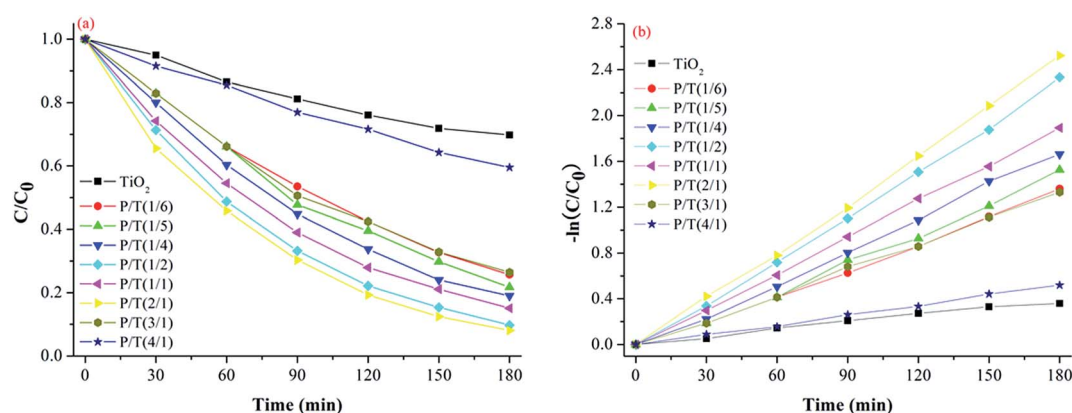 (a)
1.0
0.8
0.6
0.4
0.2
0.0
C/C₀
TiO₂
P/T(1/6)
P/T(1/5)
P/T(1/4)
P/T(1/2)
P/T(1/1)
P/T(2/1)
P/T(3/1)
P/T(4/1)
0 30 60 90 120 150 180
Time (min)
(b)
2.8
2.4
2.0
1.6
1.2
0.8
0.4
0.0
-ln(C/C₀)
TiO₂
P/T(1/6)
P/T(1/5)
P/T(1/4)
P/T(1/2)
P/T(1/1)
P/T(2/1)
P/T(3/1)
P/T(4/1)
0 30 60 90 120 150 180
Time (min)